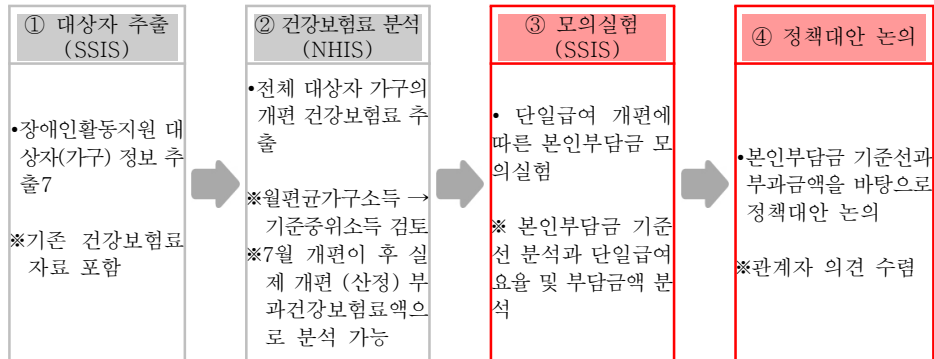 ① 대상자 추출
(SSIS)
•장애인활동지원 대
상자(가구) 정보 추
출7
※기존 건강보험료
자료 포함
② 건강보험료 분석
(NHIS)
•전체 대상자 가구의
개편 건강보험료 추
출
※월평균가구소득 →
기준중위소득 검토
※7월 개편이 후 실
제 개편 (산정) 부
과건강보험료액으
로 분석 가능
③ 모의실험
(SSIS)
• 단일급여 개편에
따른 본인부담금 모
의실험
※ 본인부담금 기준
선 분석과 단일급여
요율 및 부담금액 분
석
④ 정책대안 논의
•본인부담금 기준선과
부과금액을 바탕으로
정책대안 논의
※관계자 의견 수렴